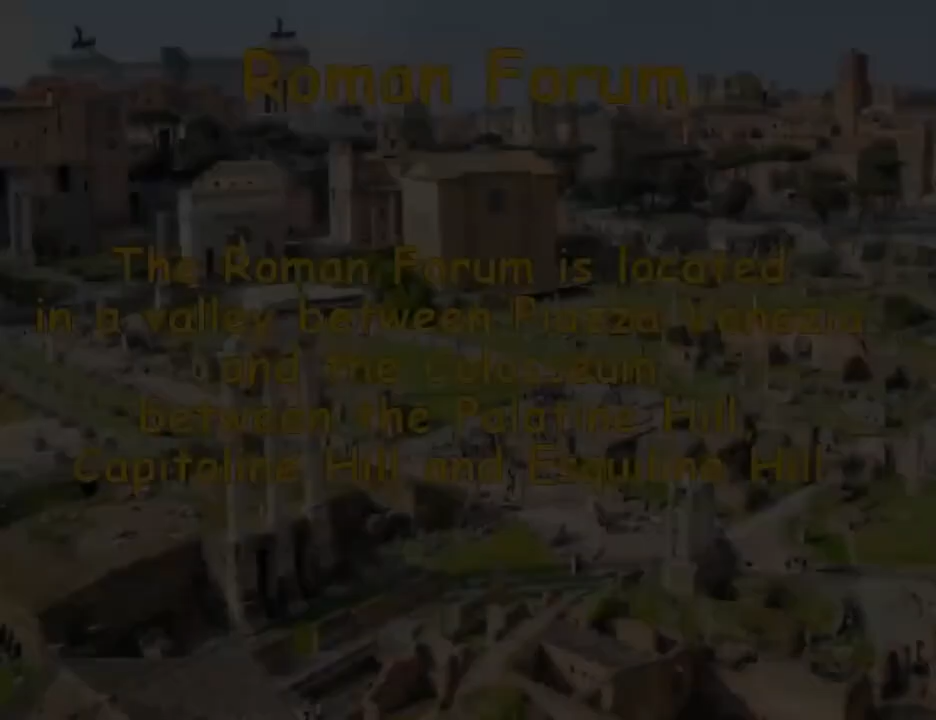 Roman Forum
The Roman Forum is located
in a valley between Piazza Venezia
and the Colosseum
between the Palatine Hill
Capitoline Hill and Esquiline Hill